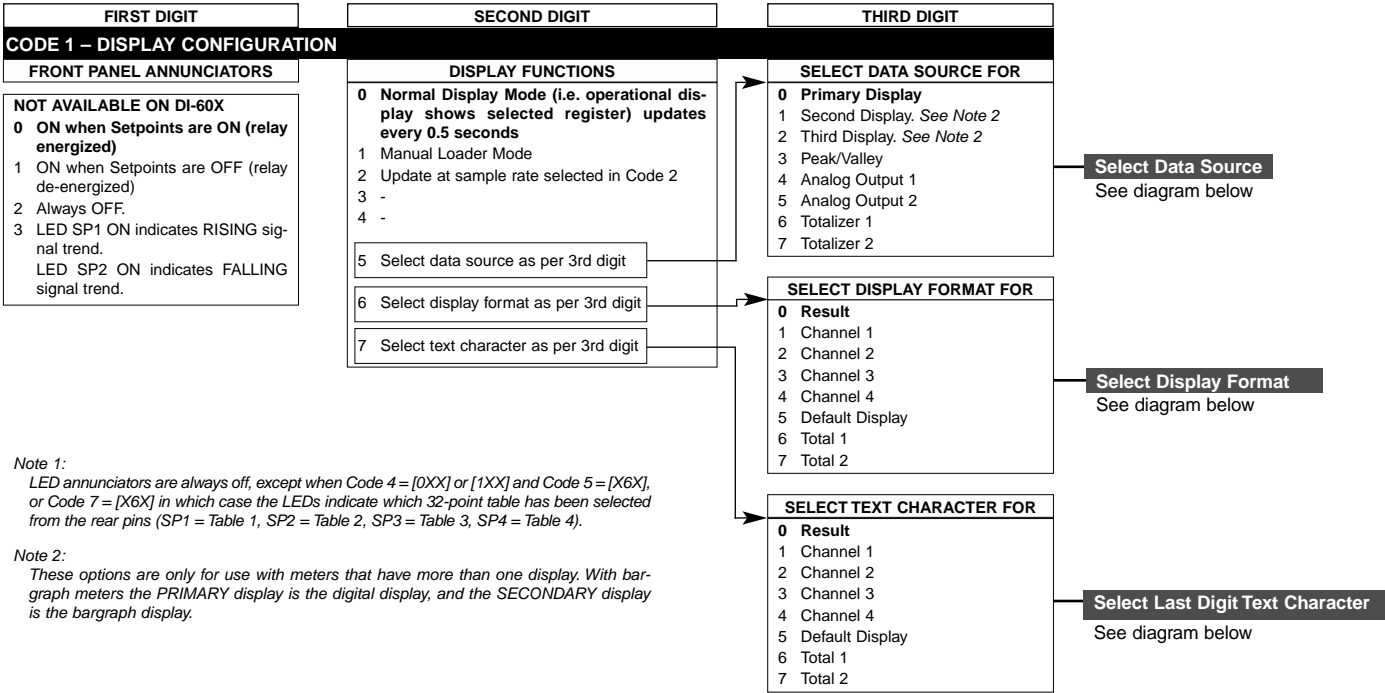 FIRST DIGIT
SECOND DIGIT
THIRD DIGIT
CODE 1 – DISPLAY CONFIGURATION
FRONT PANEL ANNUNCIATORS
NOT AVAILABLE ON DI-60X
0 ON when Setpoints are ON (relay
energized)
1 ON when Setpoints are OFF (relay
de-energized)
2 Always OFF.
3 LED SP1 ON indicates RISING sig-
nal trend.
LED SP2 ON indicates FALLING
signal trend.
DISPLAY FUNCTIONS
0 Normal Display Mode (i.e. operational dis-
play shows selected register) updates
every 0.5 seconds
1 Manual Loader Mode
2 Update at sample rate selected in Code 2
3 -
4 -
5 Select data source as per 3rd digit
6 Select display format as per 3rd digit
7 Select text character as per 3rd digit
SELECT DATA SOURCE FOR
0 Primary Display
1 Second Display. See Note 2
2 Third Display. See Note 2
3 Peak/Valley
4 Analog Output 1
5 Analog Output 2
6 Totalizer 1
7 Totalizer 2
Select Data Source
See diagram below
SELECT DISPLAY FORMAT FOR
0 Result
1 Channel 1
2 Channel 2
3 Channel 3
4 Channel 4
5 Default Display
6 Total 1
7 Total 2
Select Display Format
See diagram below
SELECT TEXT CHARACTER FOR
0 Result
1 Channel 1
2 Channel 2
3 Channel 3
4 Channel 4
5 Default Display
6 Total 1
7 Total 2
Select Last Digit Text Character
See diagram below
Note 1:
LED annunciators are always off, except when Code 4 = [0XX] or [1XX] and Code 5 = [X6X],
or Code 7 = [X6X] in which case the LEDs indicate which 32-point table has been selected
from the rear pins (SP1 = Table 1, SP2 = Table 2, SP3 = Table 3, SP4 = Table 4).
Note 2:
These options are only for use with meters that have more than one display. With bar-
graph meters the PRIMARY display is the digital display, and the SECONDARY display
is the bargraph display.